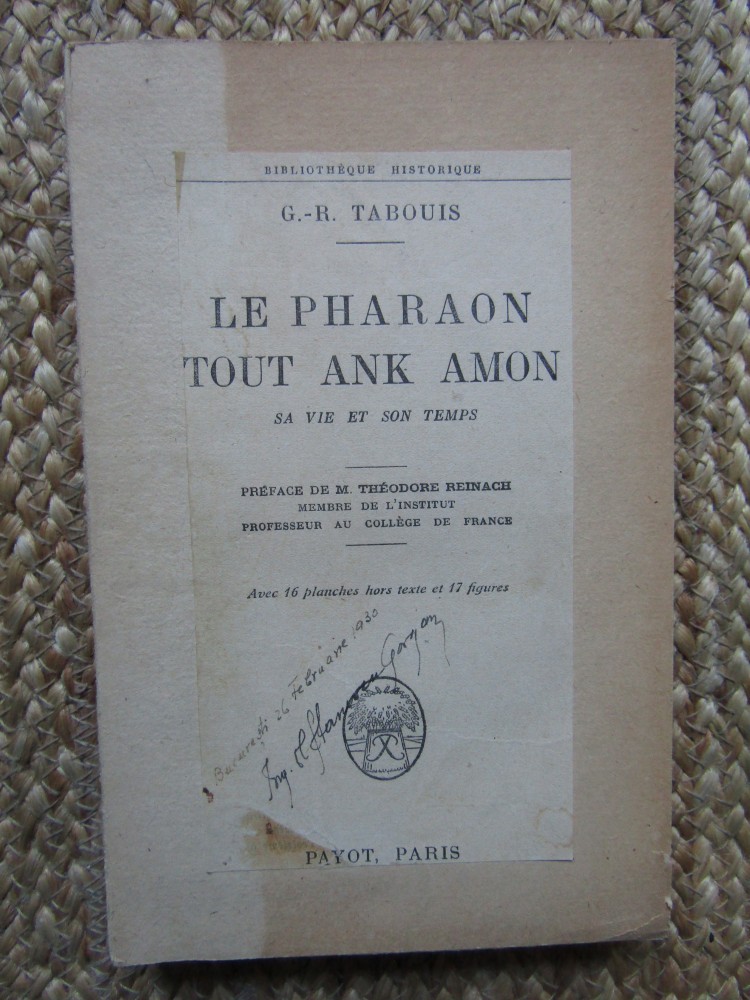 BIBLIOTHÈQUE HISTORIQUE
G.-R. TABOUIS
LE PHARAON
TOUT ANK AMON
SA VIE ET SON TEMPS
PRÉFACE DE M. THÉODORE REINACH
MEMBRE DE L'INSTITUT
PROFESSEUR AU COLLÈGE DE FRANCE
Avec 16 planches hors texte et 17 figures
Bucuresti 26 Februarie 1930
Ing.
PAYOT, PARIS